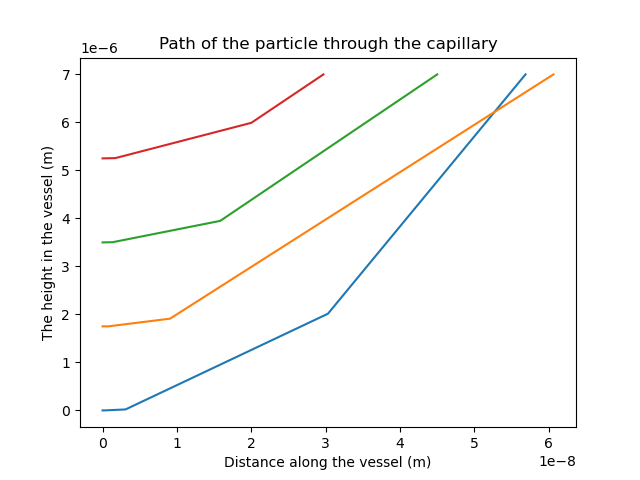 Path of the particle through the capillary
1e−6
7
6
5
4
3
2
1
0
The height in the vessel (m)
0 1 2 3 4 5 6
Distance along the vessel (m)
1e−8